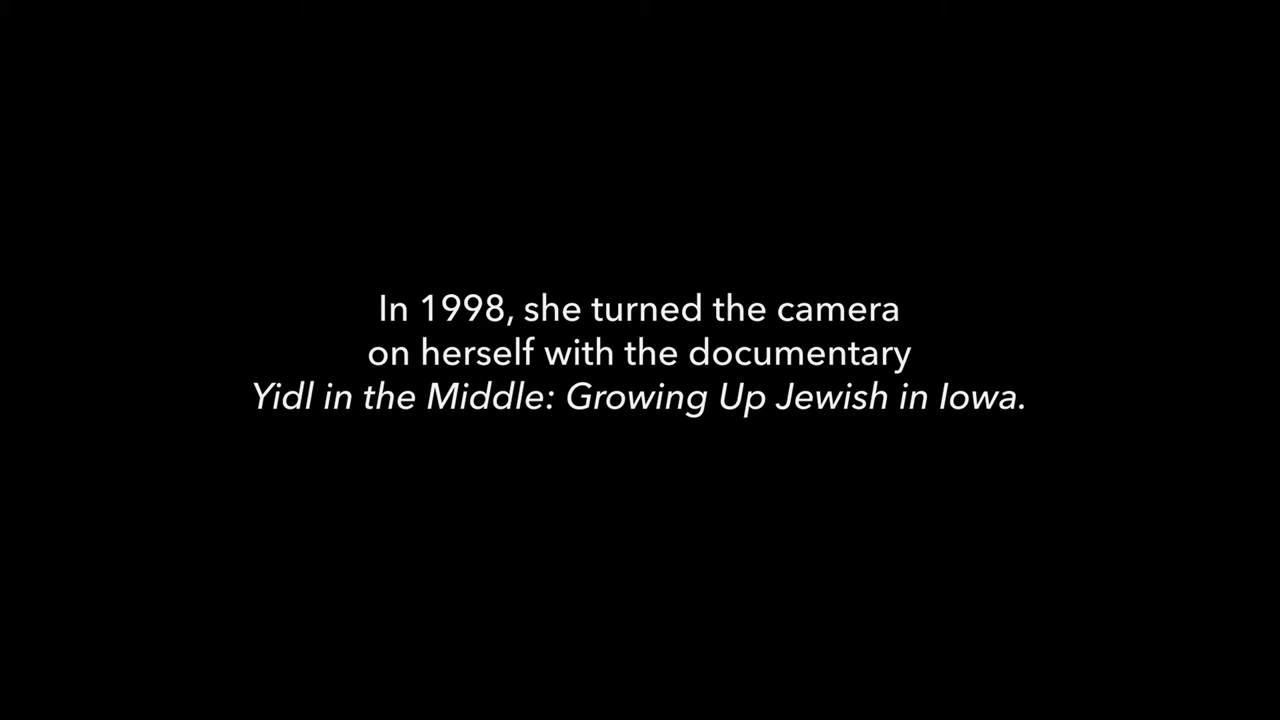 In 1998, she turned the camera
on herself with the documentary
Yidl in the Middle: Growing Up Jewish in Iowa.